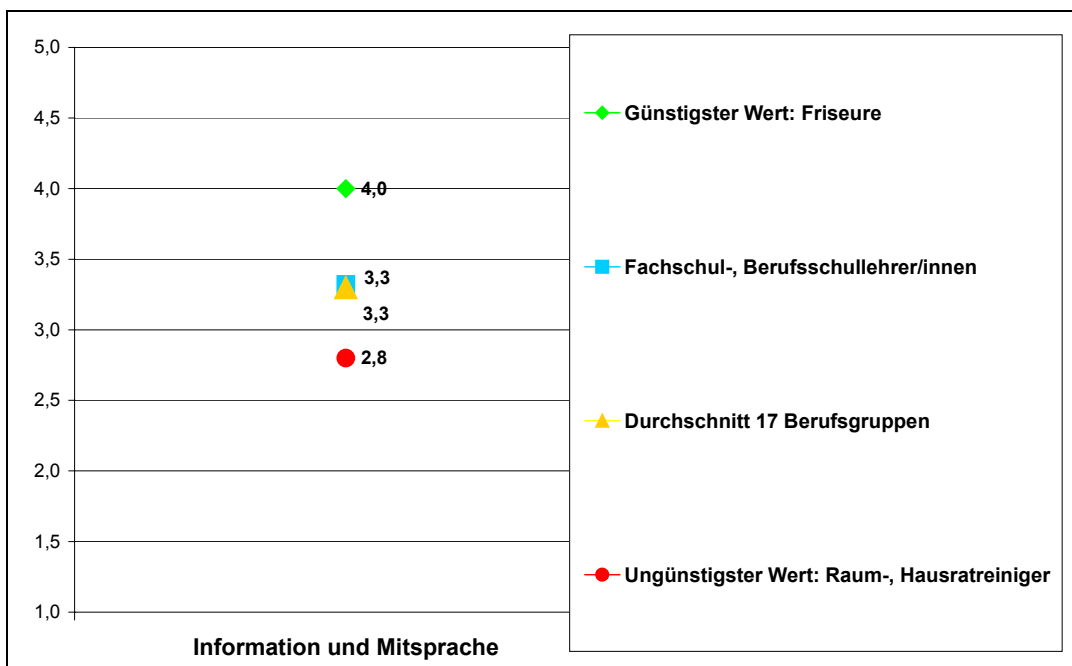 5,0
4,5
4,0
3,5
3,0
2,5
2,0
1,5
1,0
4,0
3,3
3,3
2,8
Information und Mitsprache
Günstigster Wert: Friseure
Fachschul-, Berufsschullehrer/innen
Durchschnitt 17 Berufsgruppen
Ungünstigster Wert: Raum-, Hausratreiniger